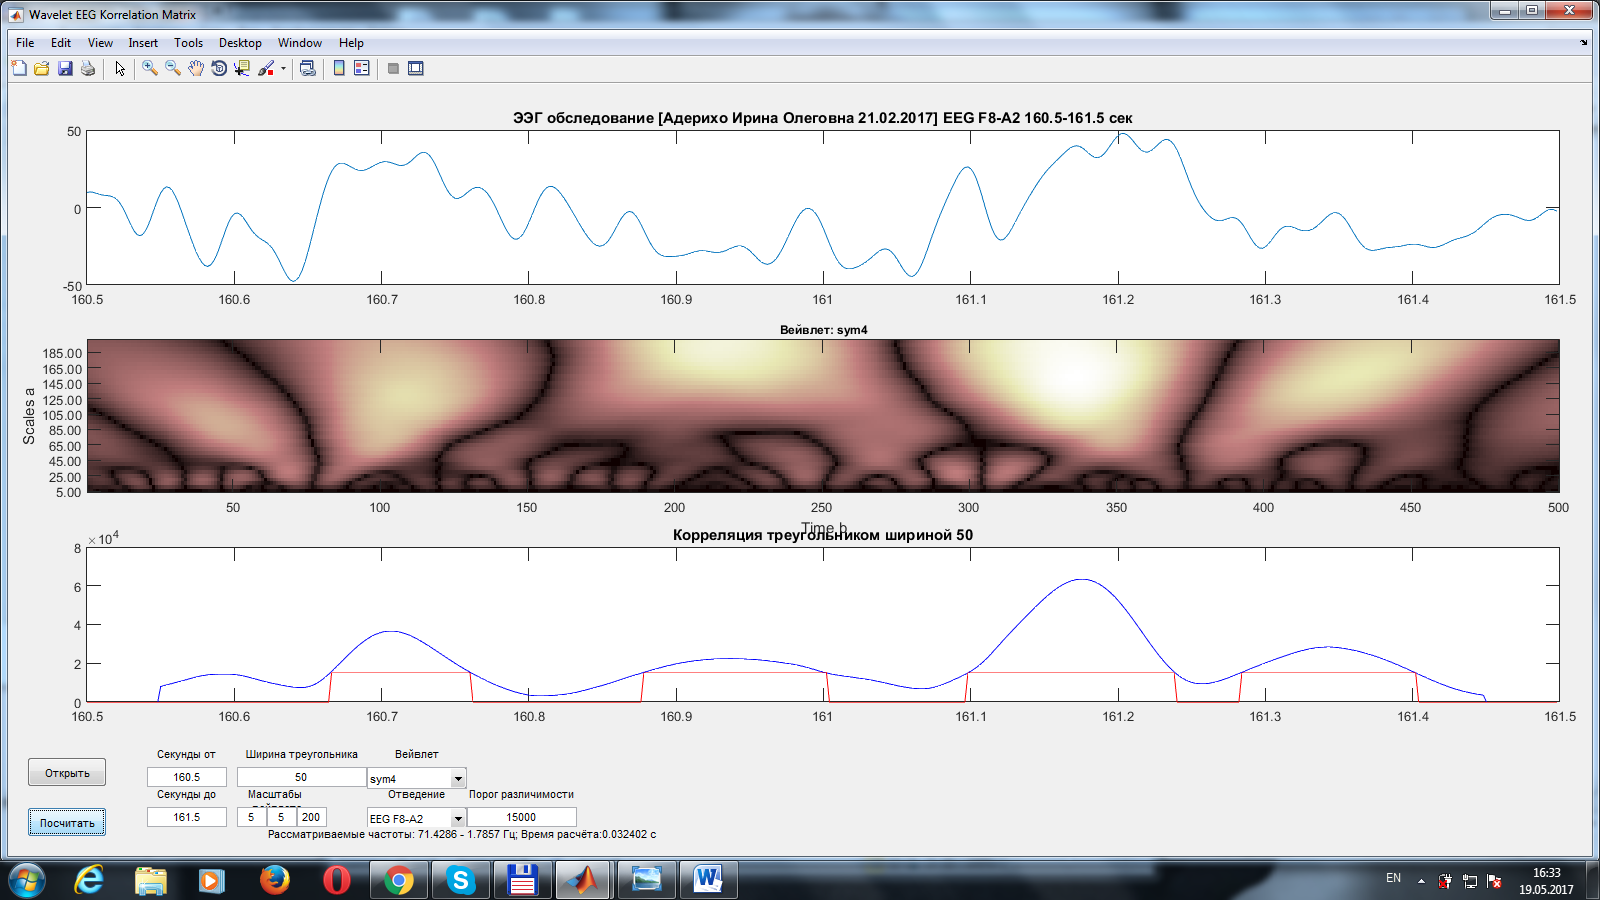 Wavelet EEG Korrelation Matrix
File Edit View Insert Tools Desktop Window Help
ЭЭГ обследование [Адерихо Ирина Олеговна 21.02.2017] EEG F8-A2 160.5-161.5 сек
50
0
-50
160.5 160.6 160.7 160.8 160.9 161 161.1 161.2 161.3 161.4 161.5
Вейвлет: sym4
Scales a
185.00
165.00
145.00
125.00
105.00
85.00
65.00
45.00
25.00
5.00
50 100 150 200 250 300 350 400 450 500
Time b
Корреляция треугольником шириной 50
×10^4
8
6
4
2
0
160.5 160.6 160.7 160.8 160.9 161 161.1 161.2 161.3 161.4 161.5
Секунды от Ширина треугольника Вейвлет
Открыть 160.5 50 sym4
Секунды до Масштабы Отведение Порог различимости
Посчитать 161.5 5 5 200 EEG F8-A2 15000
Рассматриваемые частоты: 71.4286 - 1.7857 Гц; Время расчёта:0.032402 с
EN 16:33
19.05.2017